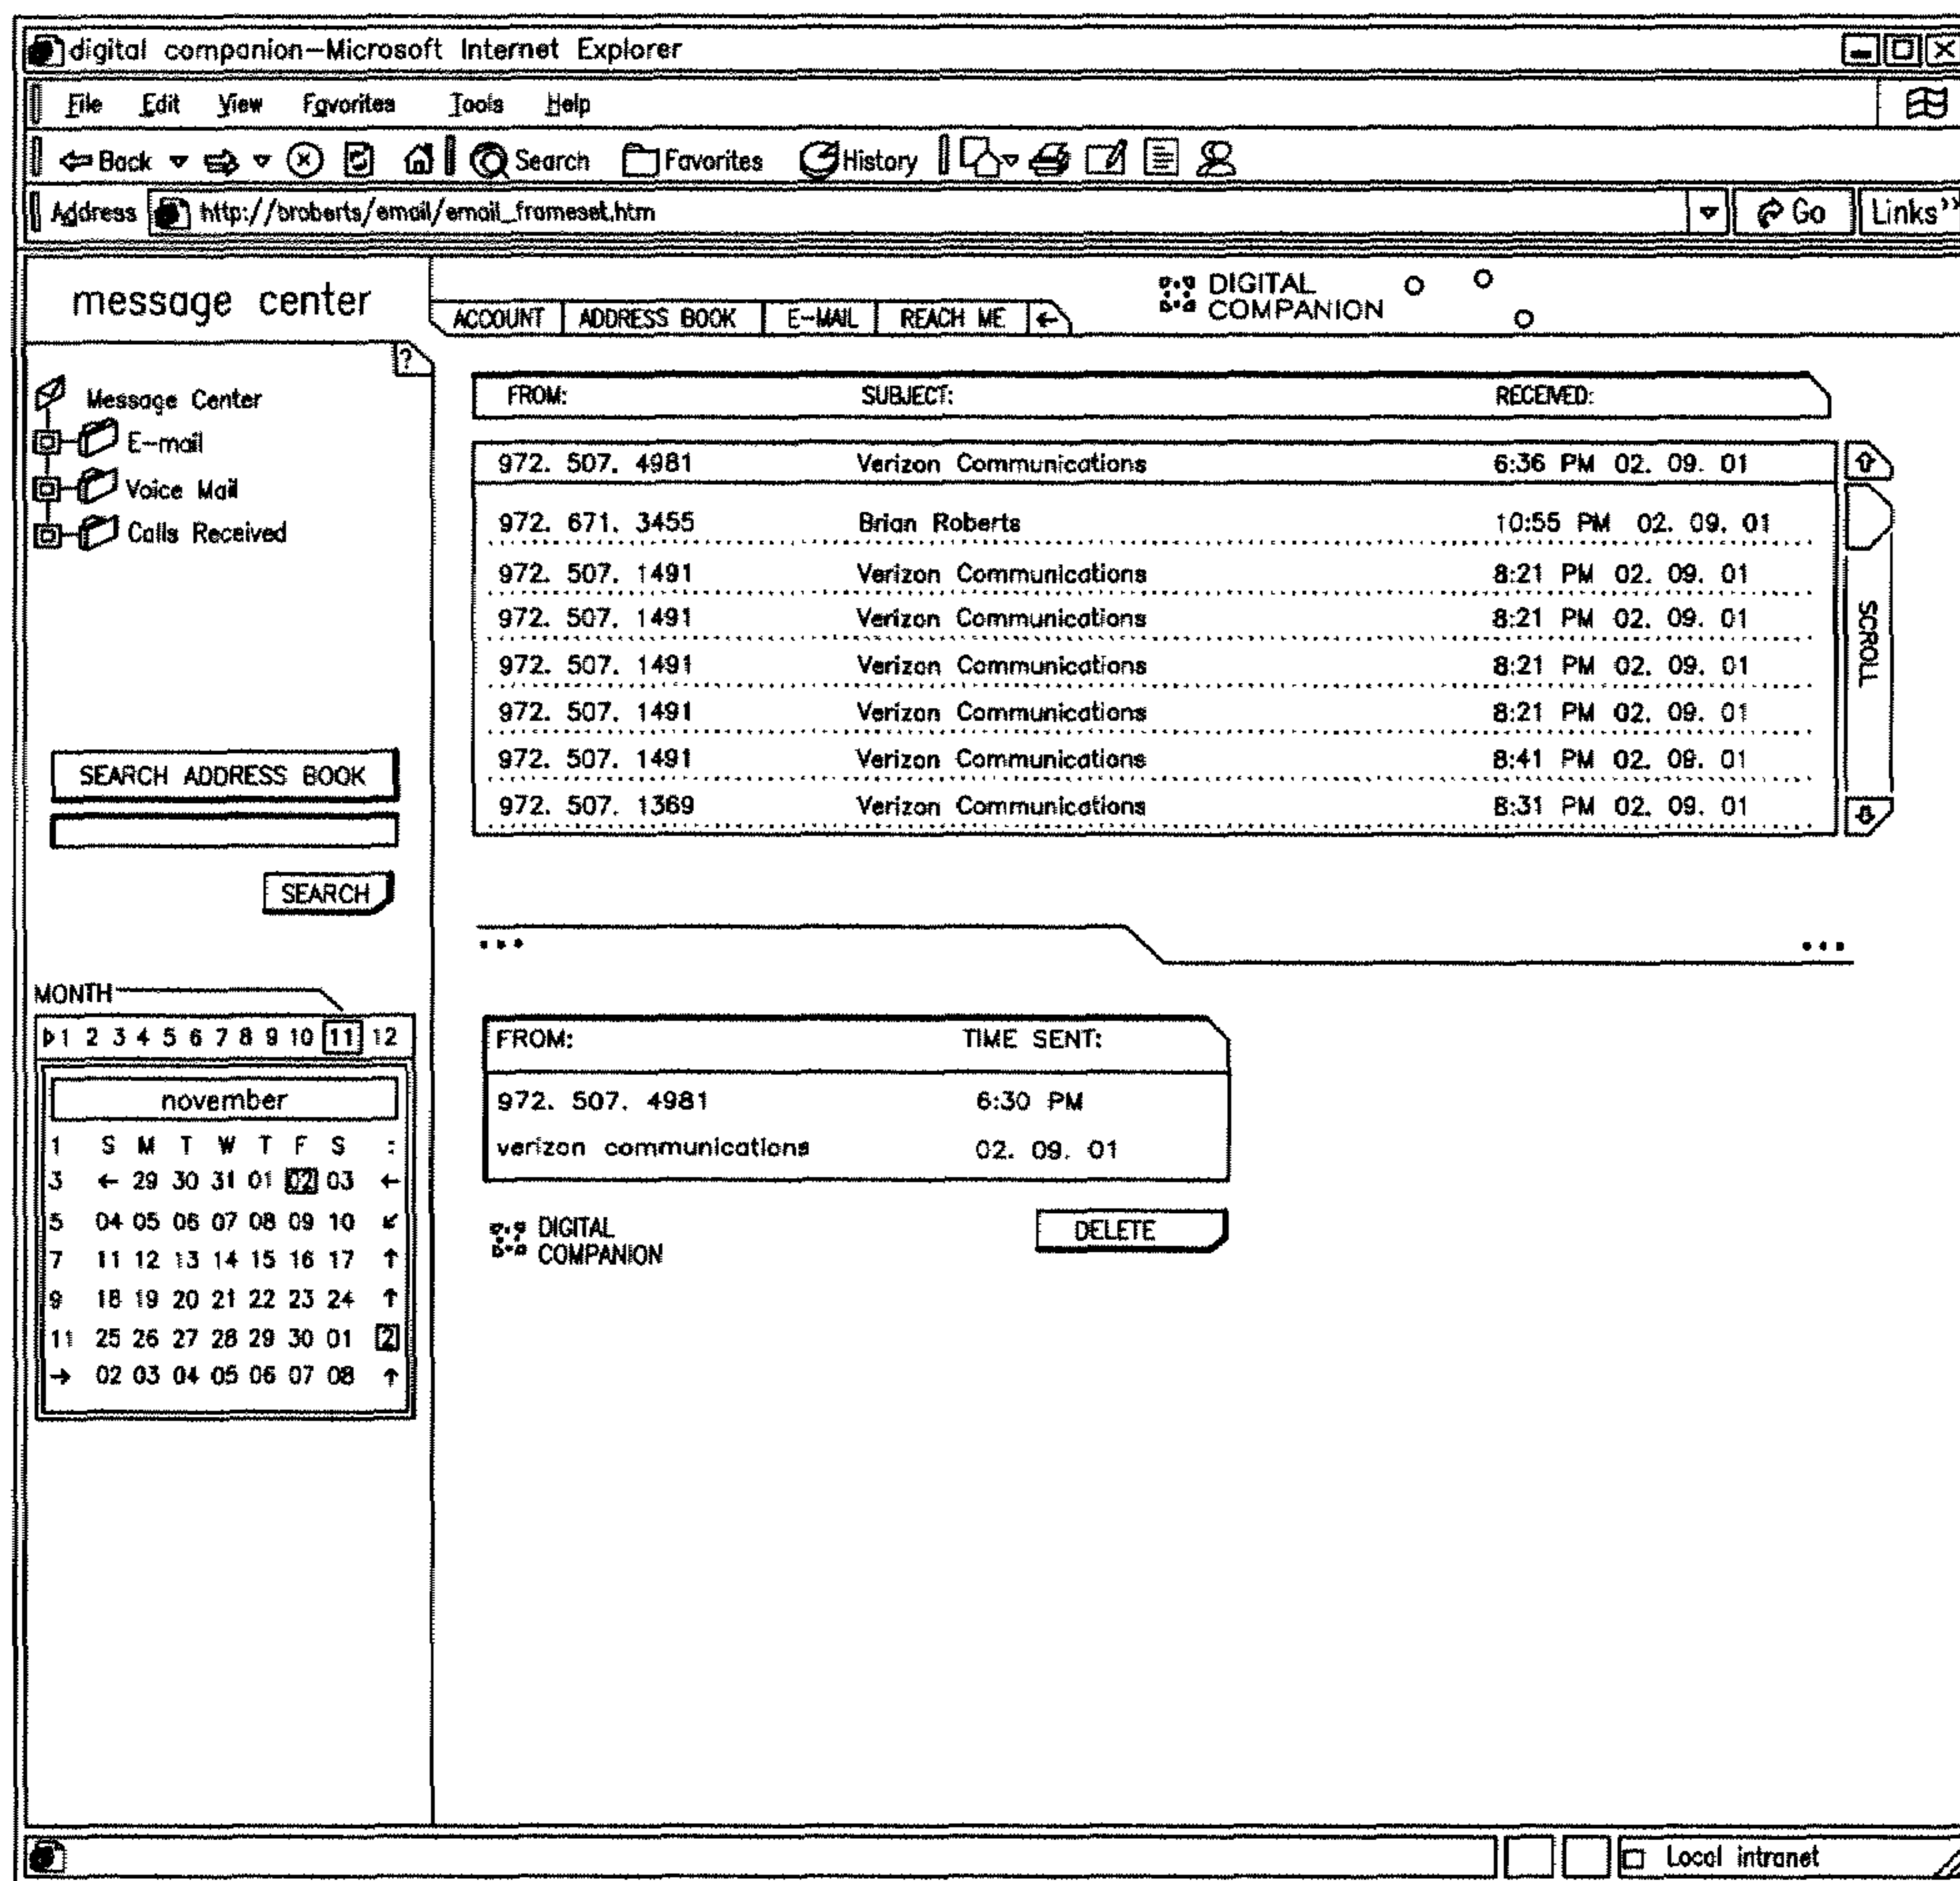 digital companion-Microsoft Internet Explorer
File Edit View Favorites Tools Help
Back Search Favorites History
Address http://broberts/email/email_frameset.htm Go Links
message center
ACCOUNT ADDRESS BOOK E-MAIL REACH ME
DIGITAL
COMPANION
?
Message Center
E-mail
Voice Mail
Calls Received
SEARCH ADDRESS BOOK
SEARCH
MONTH
1 2 3 4 5 6 7 8 9 10 11 12
november
1 S M T W T F S :
3 ← 29 30 31 01 02 03 ←
5 04 05 06 07 08 09 10 ↙
7 11 12 13 14 15 16 17 ↑
9 18 19 20 21 22 23 24 ↑
11 25 26 27 28 29 30 01 2
→ 02 03 04 05 06 07 08 ↑
FROM: SUBJECT: RECEIVED:
972. 507. 4981 Verizon Communications 6:36 PM 02. 09. 01
972. 671. 3455 Brian Roberts 10:55 PM 02. 09. 01
972. 507. 1491 Verizon Communications 8:21 PM 02. 09. 01
972. 507. 1491 Verizon Communications 8:21 PM 02. 09. 01
972. 507. 1491 Verizon Communications 8:21 PM 02. 09. 01
972. 507. 1491 Verizon Communications 8:21 PM 02. 09. 01
972. 507. 1491 Verizon Communications 8:41 PM 02. 09. 01
972. 507. 1369 Verizon Communications 8:31 PM 02. 09. 01
SCROLL
FROM: TIME SENT:
972. 507. 4981 6:30 PM
verizon communications 02. 09. 01
DIGITAL
COMPANION
DELETE
Local intranet